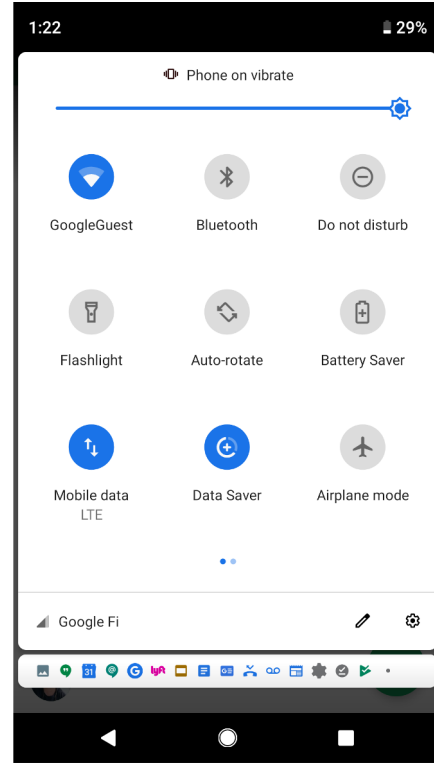 1:22
29%
Phone on vibrate
GoogleGuest
Bluetooth
Do not disturb
Flashlight
Auto-rotate
Battery Saver
Mobile data
LTE
Data Saver
Airplane mode
Google Fi
31
lyft